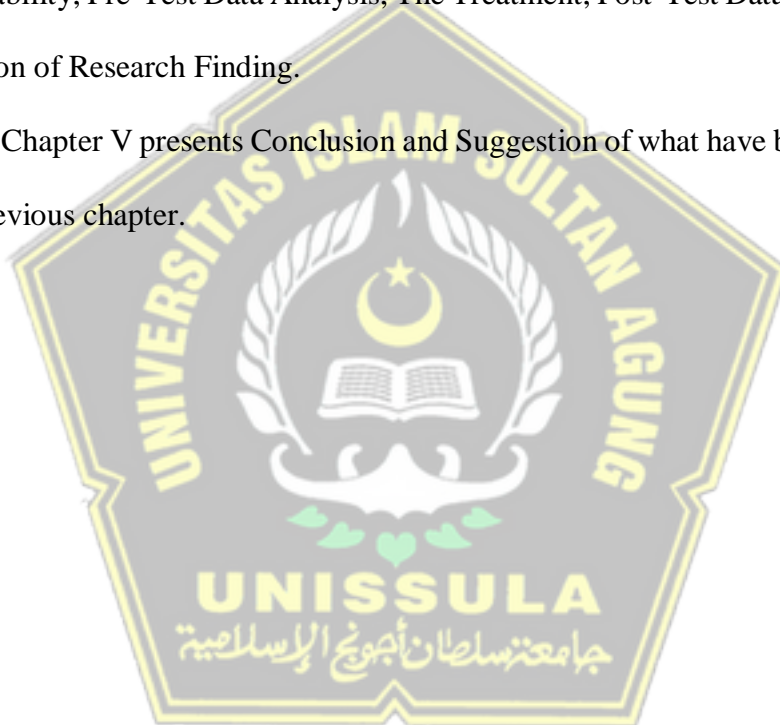 ability, Pre-Test Data Analysis, The Treatment, Post-Test Data
on of Research Finding.
Chapter V presents Conclusion and Suggestion of what have b
evious chapter.
UNIVERSITAS ISLAM SULTAN AGUNG
UNISSULA
جامعة سلطان أجونج الإسلامية